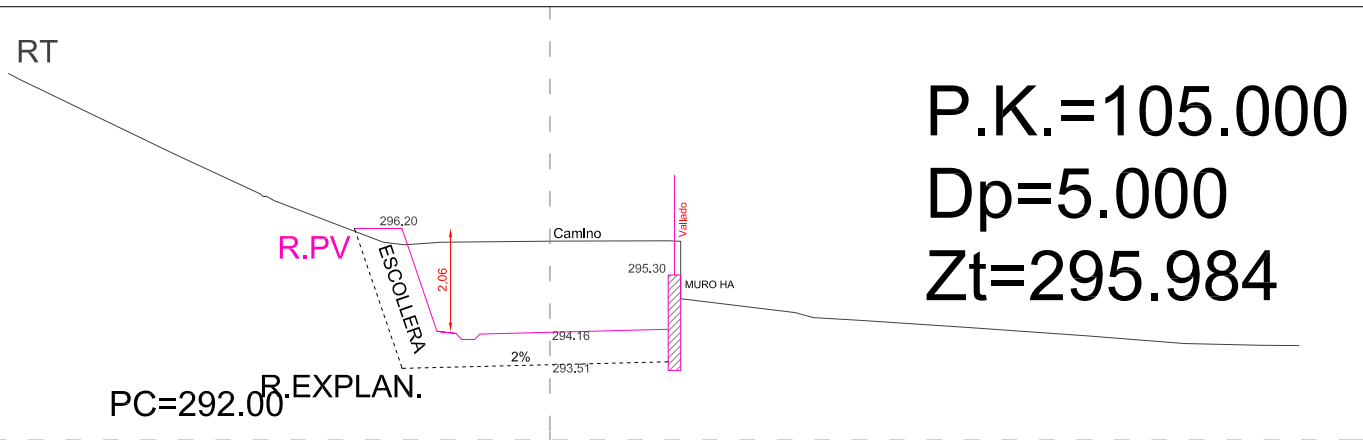 RT
P.K.=105.000
Dp=5.000
Zt=295.984
296.20
Camino
Vallado
R.PV
ESCOLLERA
2,06
295.30
MURO HA
294.16
2%
293.51
R.EXPLAN.
PC=292.00